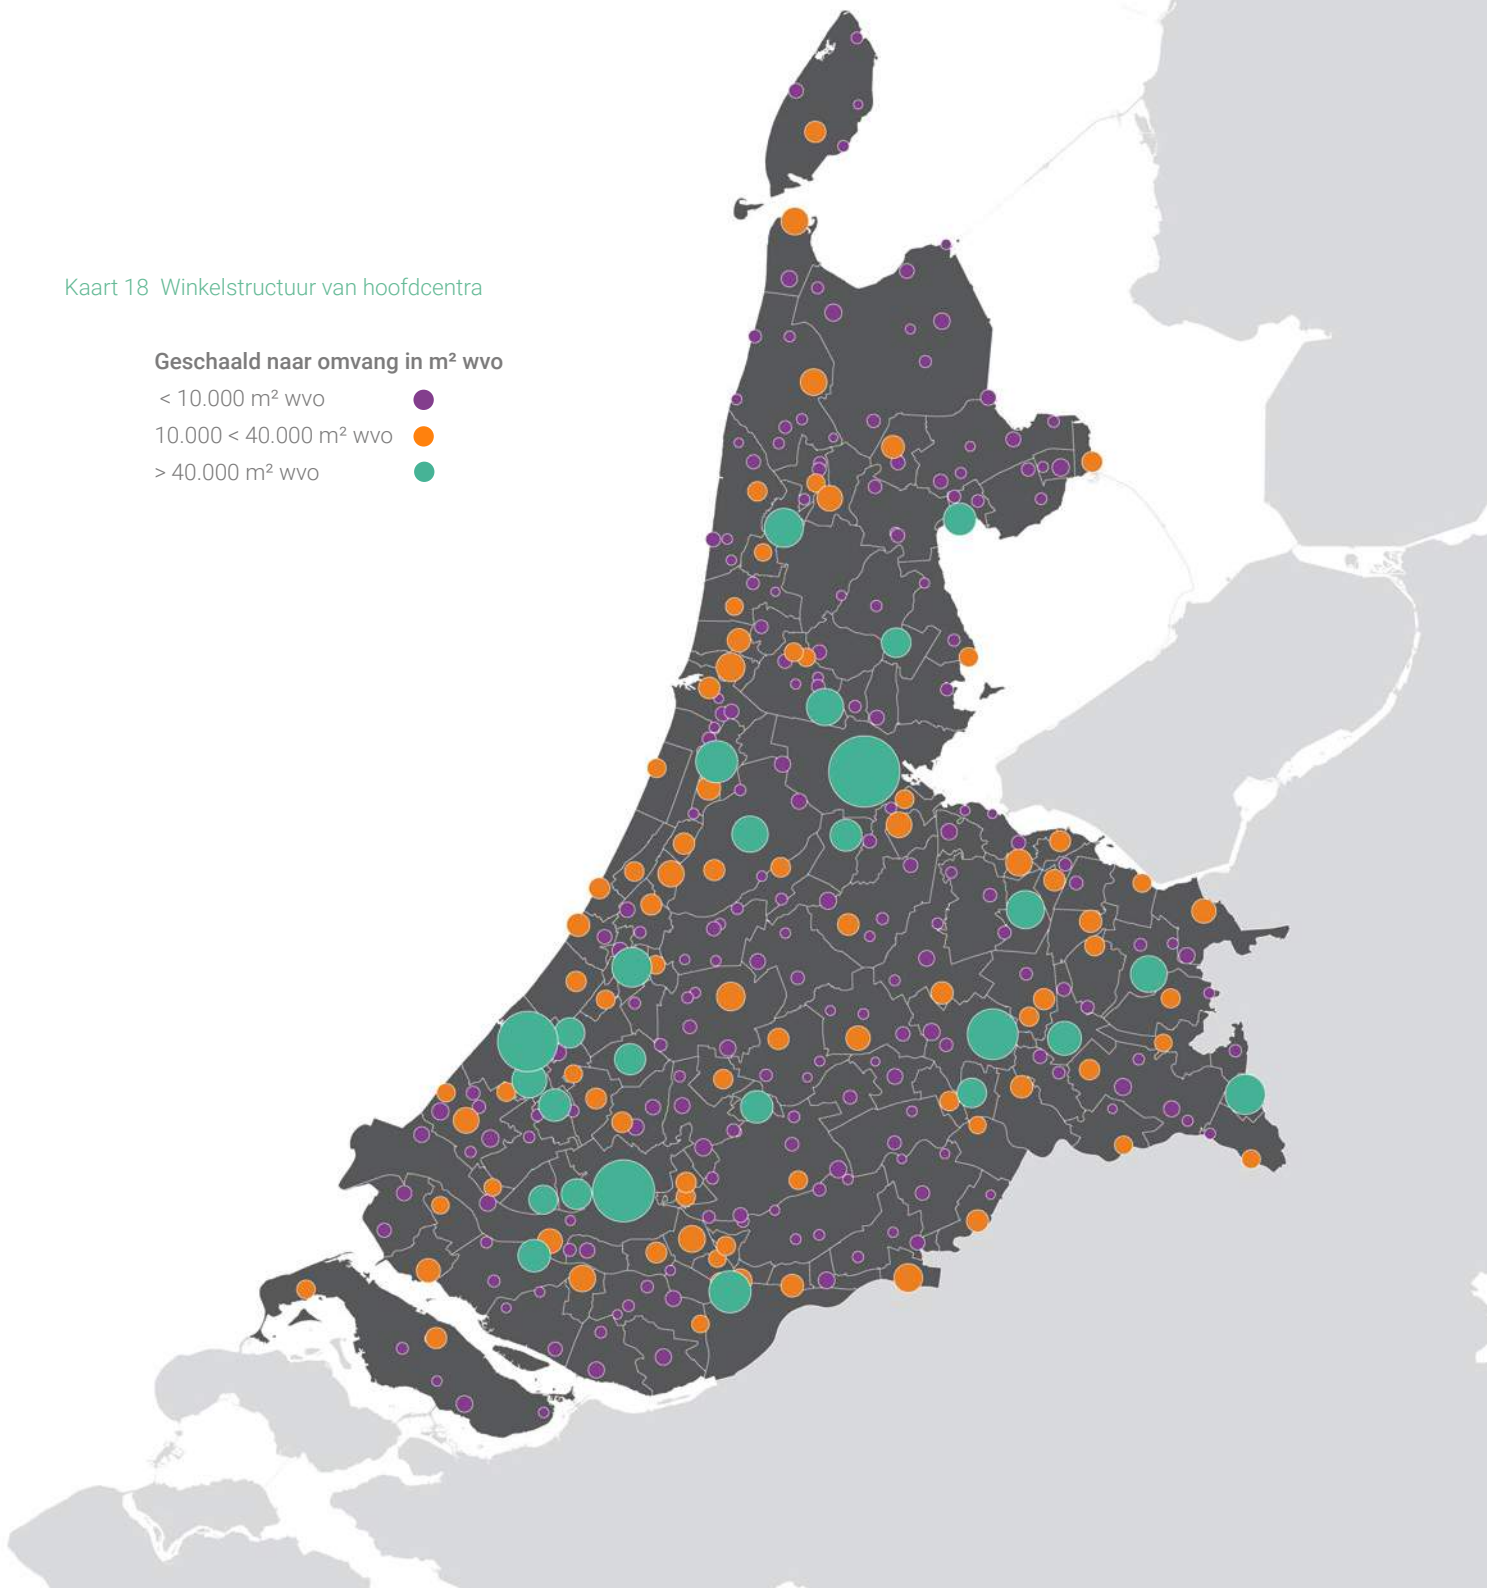 Kaart 18 Winkelstructuur van hoofdcentra
Geschaald naar omvang in m² wvo
< 10.000 m² wvo
10.000 < 40.000 m² wvo
> 40.000 m² wvo